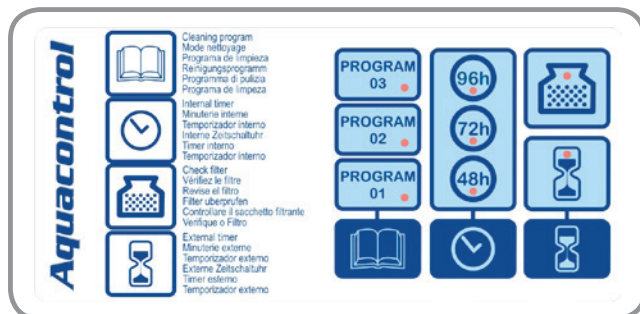 Aquacontrol
Cleaning program
Mode nettoyage
Programa de limpieza
Reinigungsprogramm
Programma di pulizia
Programa de limpeza
Internal timer
Minuterie interne
Temporizador interno
Interne Zeitschaltuhr
Timer interno
Temporizador interno
Check filter
Vérifiez le filtre
Revise el filtro
Filter uberprufen
Controllare il sacchetto filtrante
Verifique o Filtro
External timer
Minuterie externe
Temporizador externo
Externe Zeitschaltuhr
Timer esterno
Temporizador externo
PROGRAM
03
PROGRAM
02
PROGRAM
01
96h
72h
48h